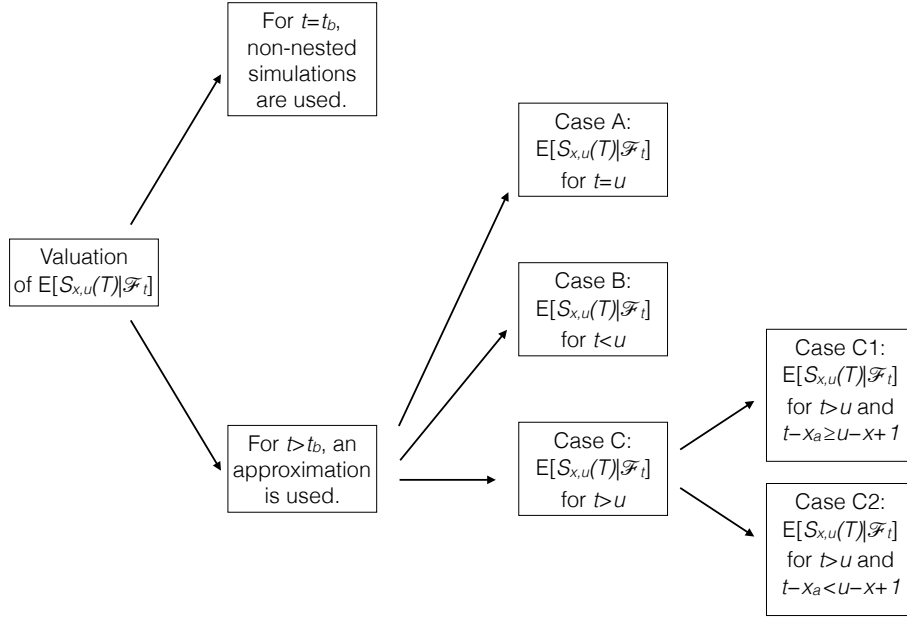 For t=t_b,
non-nested
simulations
are used.
Case A:
E[S_{x,u}(T)|ℱ_t]
for t=u
Valuation
of E[S_{x,u}(T)|ℱ_t]
Case B:
E[S_{x,u}(T)|ℱ_t]
for t<u
For t>t_b, an
approximation
is used.
Case C:
E[S_{x,u}(T)|ℱ_t]
for t>u
Case C1:
E[S_{x,u}(T)|ℱ_t]
for t>u and
t−x_a≥u−x+1
Case C2:
E[S_{x,u}(T)|ℱ_t]
for t>u and
t−x_a<u−x+1